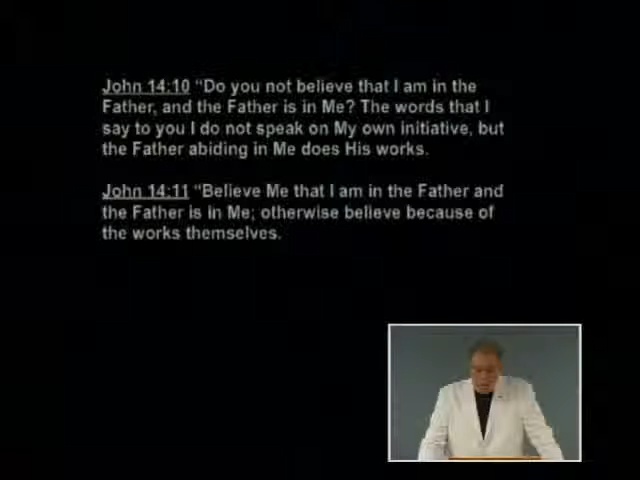 John 14:10 “Do you not believe that I am in the
Father, and the Father is in Me? The words that I
say to you I do not speak on My own initiative, but
the Father abiding in Me does His works.
John 14:11 “Believe Me that I am in the Father and
the Father is in Me; otherwise believe because of
the works themselves.